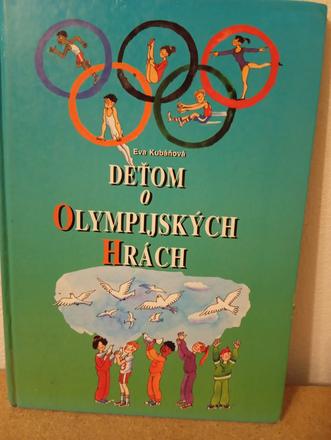 Eva Kubáňová
DEŤOM
O
OLYMPIJSKÝCH
HRÁCH